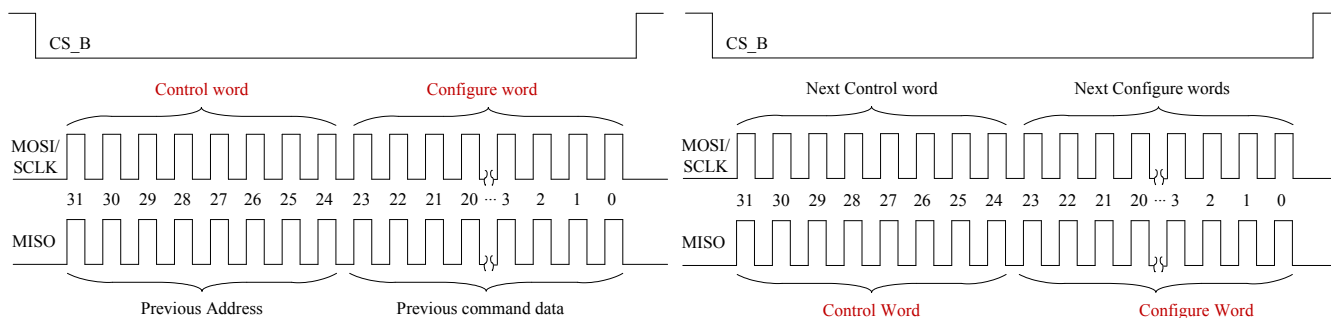 CS_B
Control word Configure word
MOSI/
SCLK
31 30 29 28 27 26 25 24 23 22 21 20 ··· 3 2 1 0
MISO
Previous Address Previous command data
CS_B
Next Control word Next Configure words
MOSI/
SCLK
31 30 29 28 27 26 25 24 23 22 21 20 ··· 3 2 1 0
MISO
Control Word Configure Word